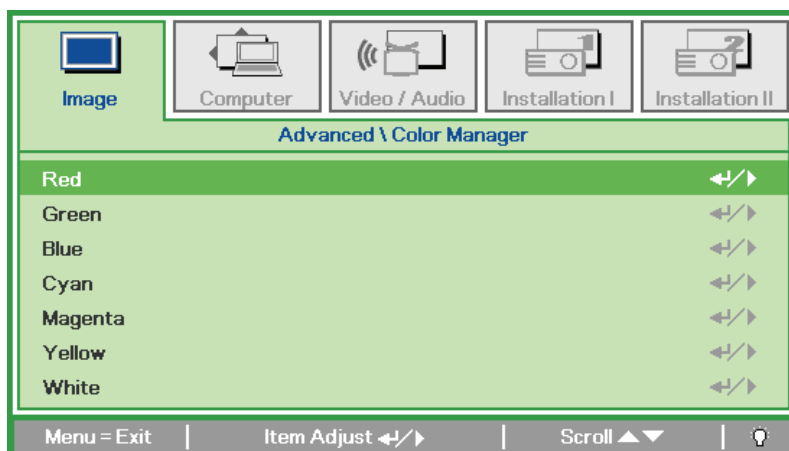 Image Computer Video / Audio Installation I Installation II
Advanced \ Color Manager
Red
Green
Blue
Cyan
Magenta
Yellow
White
Menu = Exit Item Adjust Scroll